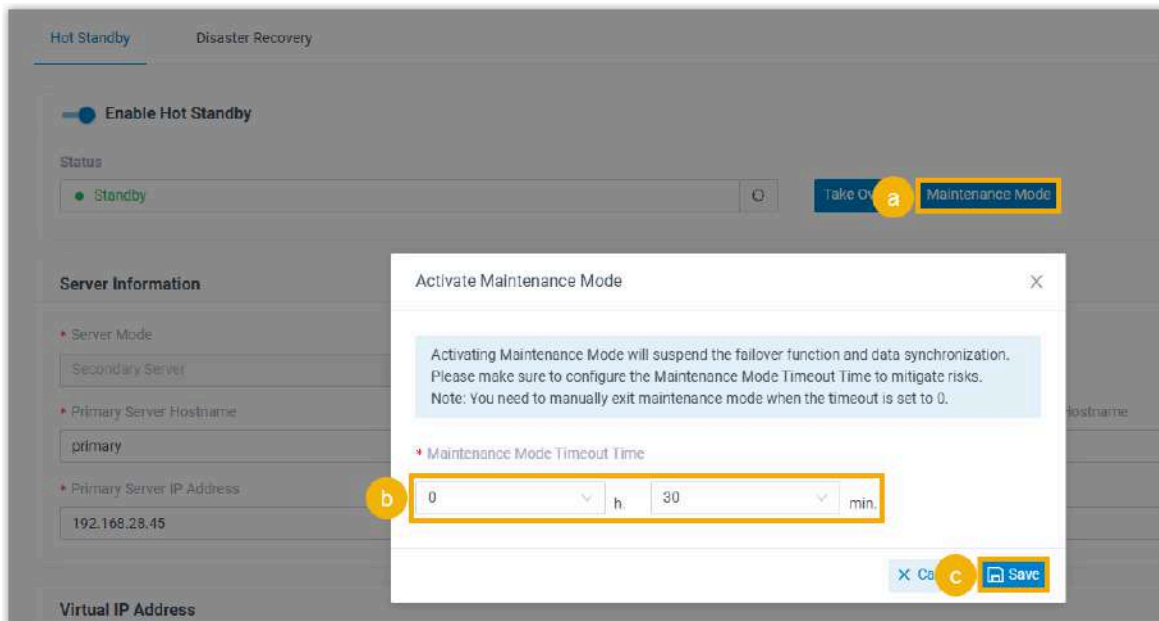 Hot Standby Disaster Recovery
Enable Hot Standby
Status
Standby
Take Ov a Maintenance Mode
Activate Maintenance Mode
Server Information
Activating Maintenance Mode will suspend the failover function and data synchronization.
Please make sure to configure the Maintenance Mode Timeout Time to mitigate risks.
Note: You need to manually exit maintenance mode when the timeout is set to 0.
* Server Mode
Secondary Server
* Primary Server Hostname
Hostname
primary
* Maintenance Mode Timeout Time
* Primary Server IP Address
b 0 h. 30 min.
192.168.28.45
Ca c Save
Virtual IP Address